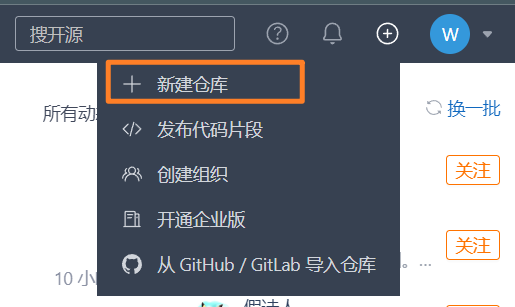 搜开源
W
新建仓库
所有动
换一批
发布代码片段
关注
创建组织
开通企业版
关注
从 GitHub / GitLab 导入仓库
。...
10 小